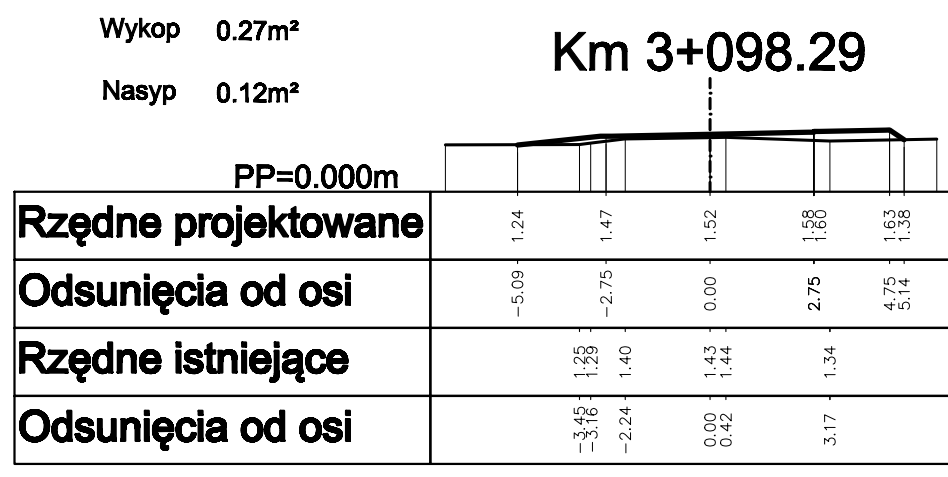 Wykop 0.27m²
Km 3+098.29
Nasyp 0.12m²
PP=0.000m
Rzędne projektowane 1.24 1.47 1.52 1.58 1.60 1.63 1.38
Odsunięcia od osi -5.09 -2.75 0.00 2.75 4.75 5.14
Rzędne istniejące 1.25 1.29 1.40 1.43 1.44 1.34
Odsunięcia od osi -3.45 -3.16 -2.24 0.00 0.42 3.17